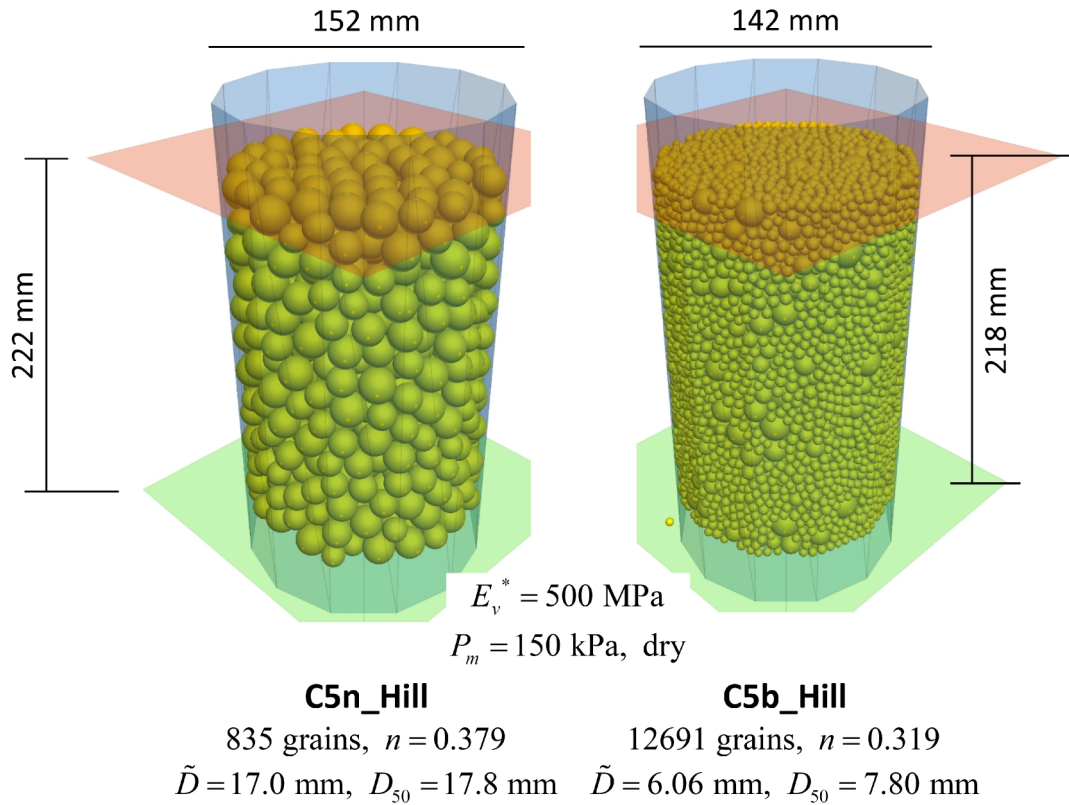 152 mm
142 mm
222 mm
218 mm
E_v^* = 500 MPa
P_m = 150 kPa, dry
C5n_Hill
C5b_Hill
835 grains, n = 0.379
12691 grains, n = 0.319
D̃ = 17.0 mm, D_50 = 17.8 mm
D̃ = 6.06 mm, D_50 = 7.80 mm